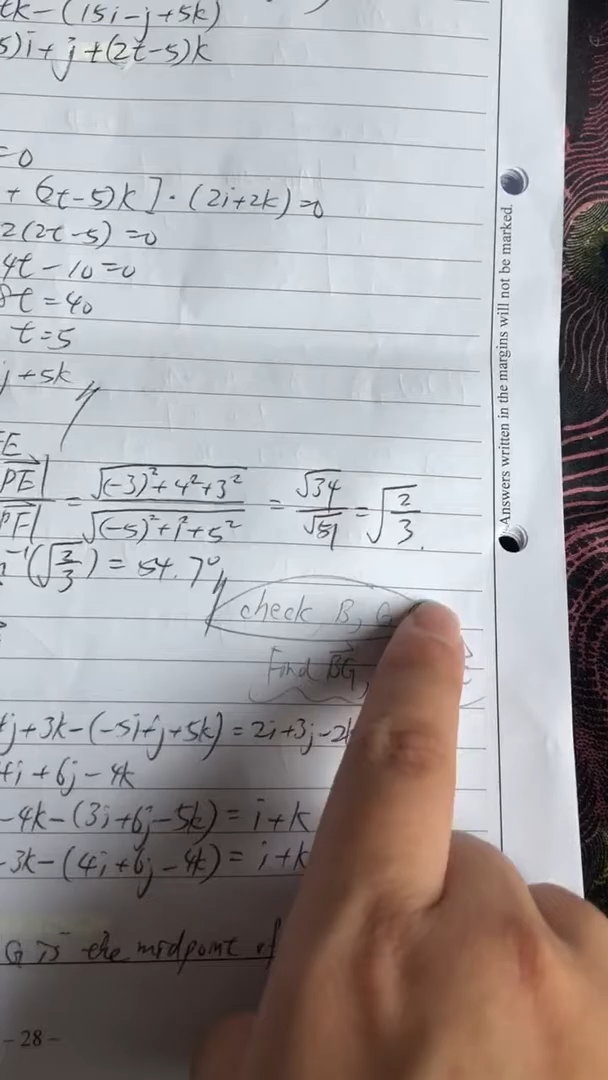 tk-(15i-j+5k)
5)i+j+(2t-5)k
=0
+(2t-5)k]·(2i+2k)=0
2(2t-5)=0
4t-10=0
8t=40
t=5
j+5k
PE| = √((-3)²+4²+3²) = √34 = √(2/3).
PF| √((-5)²+1²+5²) √51
⁻¹(√(2/3)) = 54.7°
check B, G
Find BG,
j+3k-(-5i+j+5k)=2i+3j-2k
4i+6j-4k
-4k-(3i+6j-5k)=i+k
-3k-(4i+6j-4k)=i+k
G is the midpoint of
- 28 -
Answers written in the margins will not be marked.